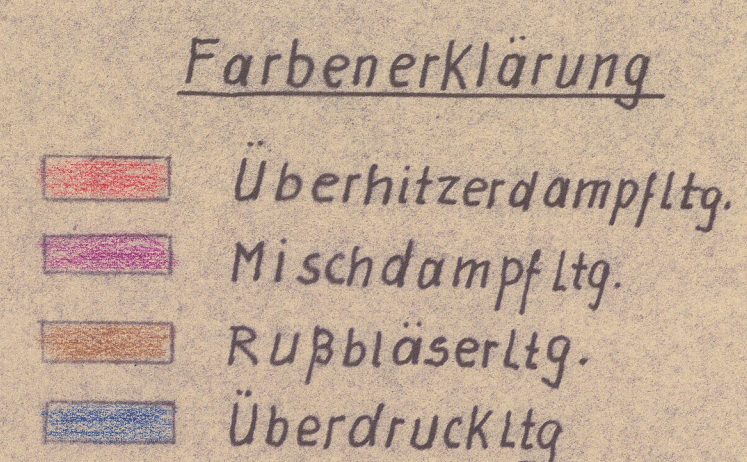 Farbenerklärung
Überhitzerdampfltg.
Mischdampfltg.
Rußbläserltg.
Überdruckltg